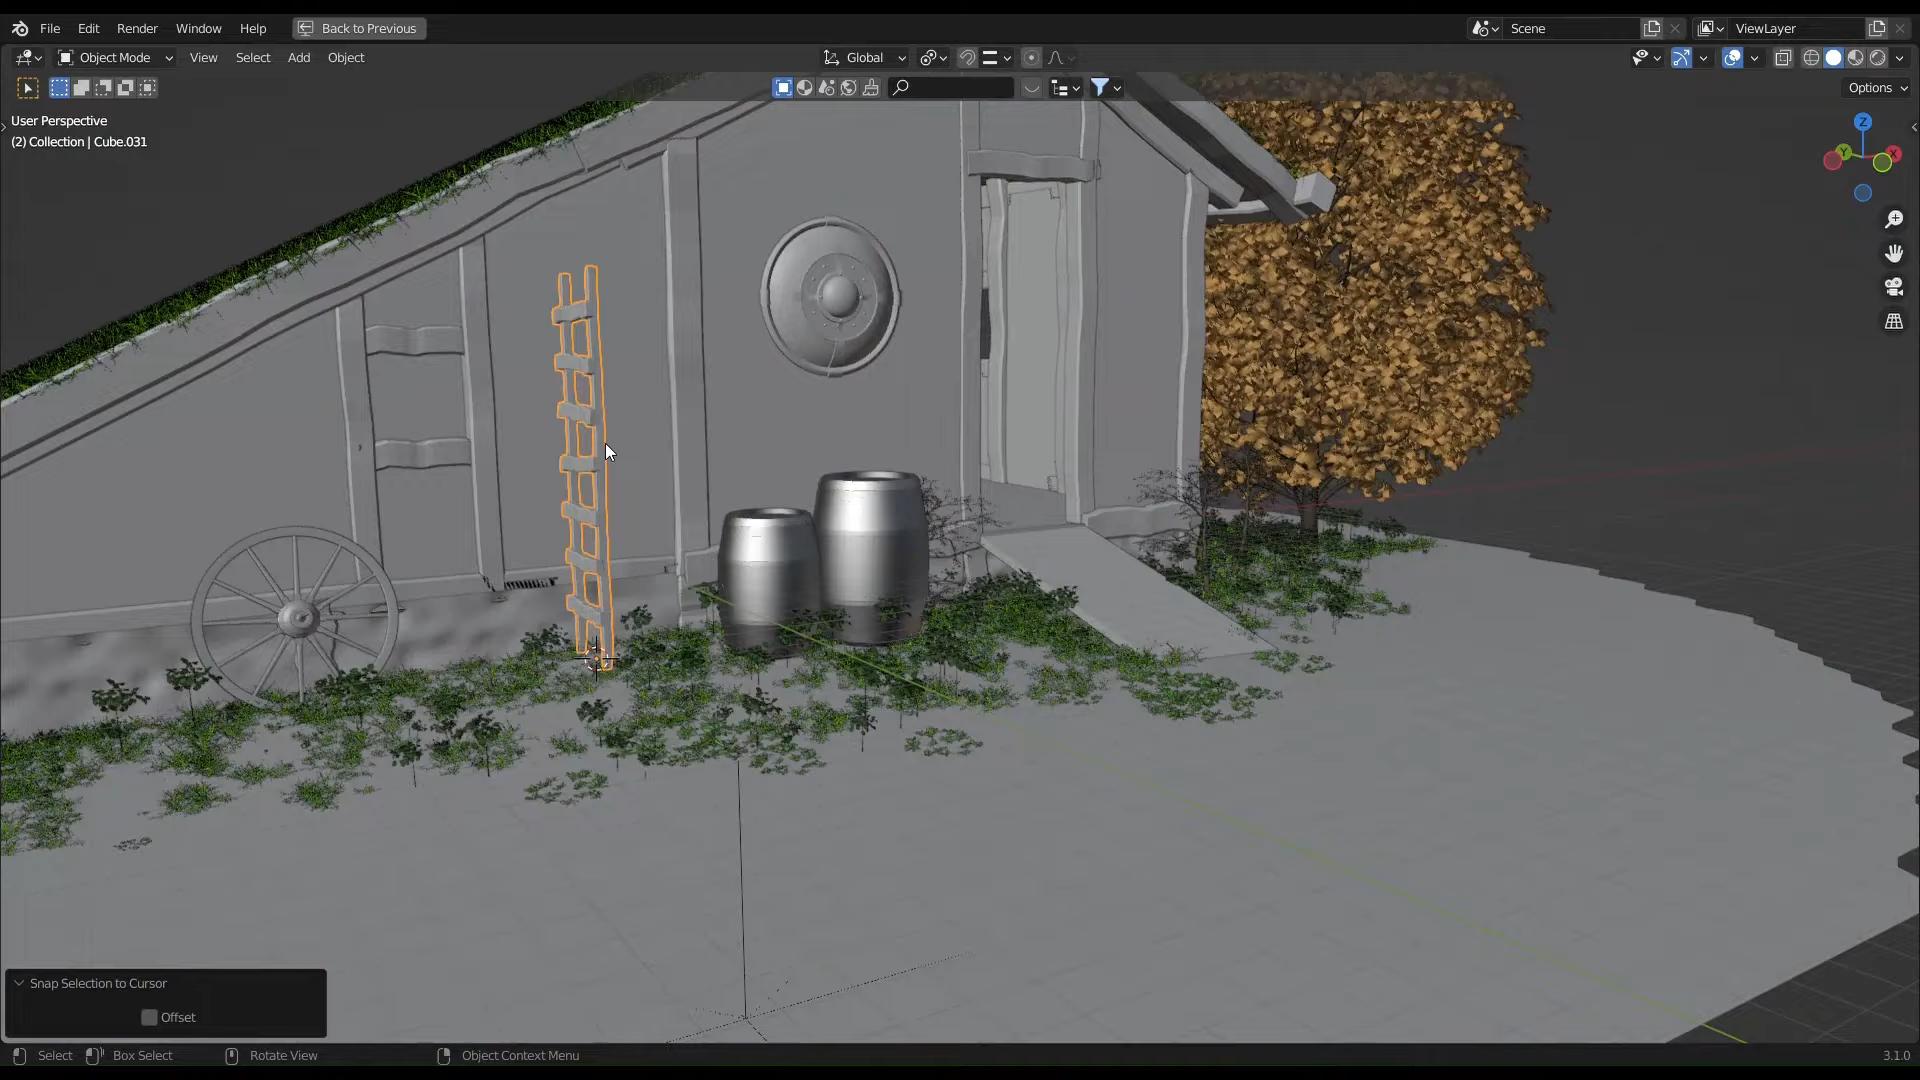 File Edit Render Window Help Back to Previous Scene ViewLayer
Object Mode View Select Add Object Global
Options
User Perspective
(2) Collection | Cube.031
Z
Y X
Snap Selection to Cursor
Offset
Select Box Select Rotate View Object Context Menu 3.1.0